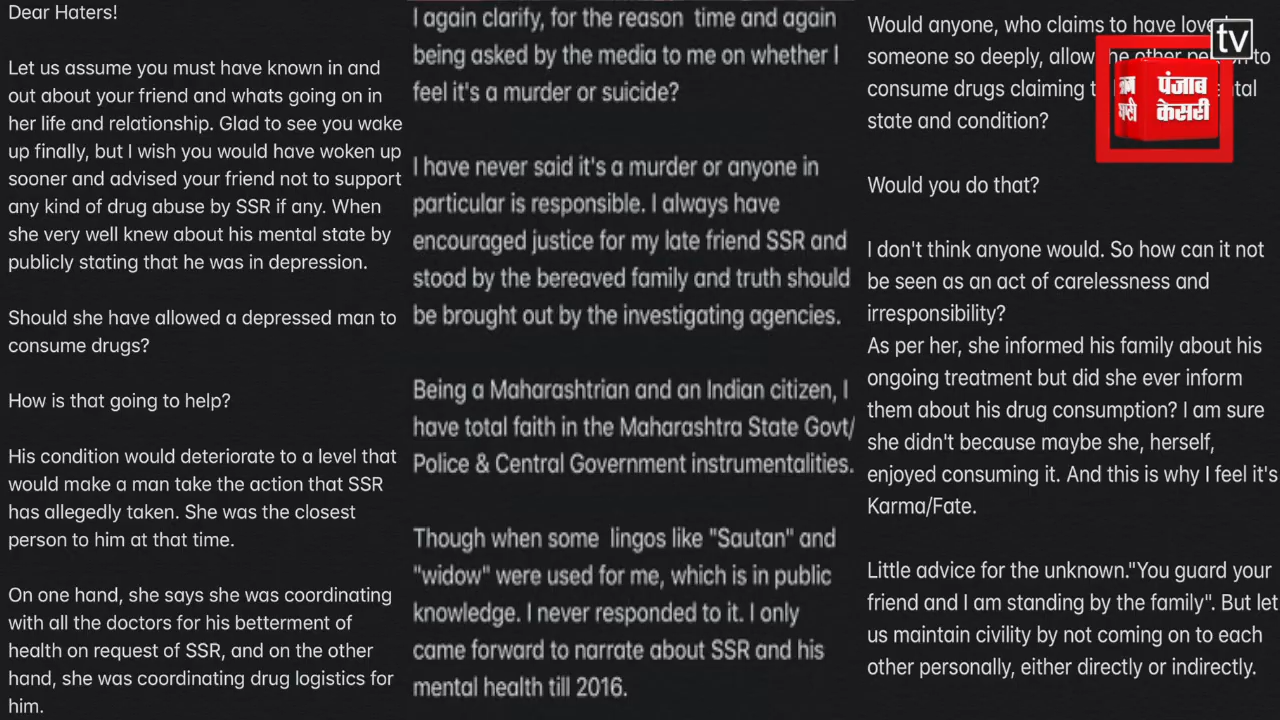 Dear Haters!
Let us assume you must have known in and
out about your friend and whats going on in
her life and relationship. Glad to see you wake
up finally, but I wish you would have woken up
sooner and advised your friend not to support
any kind of drug abuse by SSR if any. When
she very well knew about his mental state by
publicly stating that he was in depression.
Should she have allowed a depressed man to
consume drugs?
How is that going to help?
His condition would deteriorate to a level that
would make a man take the action that SSR
has allegedly taken. She was the closest
person to him at that time.
On one hand, she says she was coordinating
with all the doctors for his betterment of
health on request of SSR, and on the other
hand, she was coordinating drug logistics for
him.
I again clarify, for the reason time and again
being asked by the media to me on whether I
feel it's a murder or suicide?
I have never said it's a murder or anyone in
particular is responsible. I always have
encouraged justice for my late friend SSR and
stood by the bereaved family and truth should
be brought out by the investigating agencies.
Being a Maharashtrian and an Indian citizen, I
have total faith in the Maharashtra State Govt/
Police & Central Government instrumentalities.
Though when some lingos like "Sautan" and
"widow" were used for me, which is in public
knowledge. I never responded to it. I only
came forward to narrate about SSR and his
mental health till 2016.
Would anyone, who claims to have loved
someone so deeply, allow the other person to
consume drugs claiming
state and condition?
Would you do that?
I don't think anyone would. So how can it not
be seen as an act of carelessness and
irresponsibility?
As per her, she informed his family about his
ongoing treatment but did she ever inform
them about his drug consumption? I am sure
she didn't because maybe she, herself,
enjoyed consuming it. And this is why I feel it's
Karma/Fate.
Little advice for the unknown."You guard your
friend and I am standing by the family". But let
us maintain civility by not coming on to each
other personally, either directly or indirectly.
tv
पंजाब
केसरी